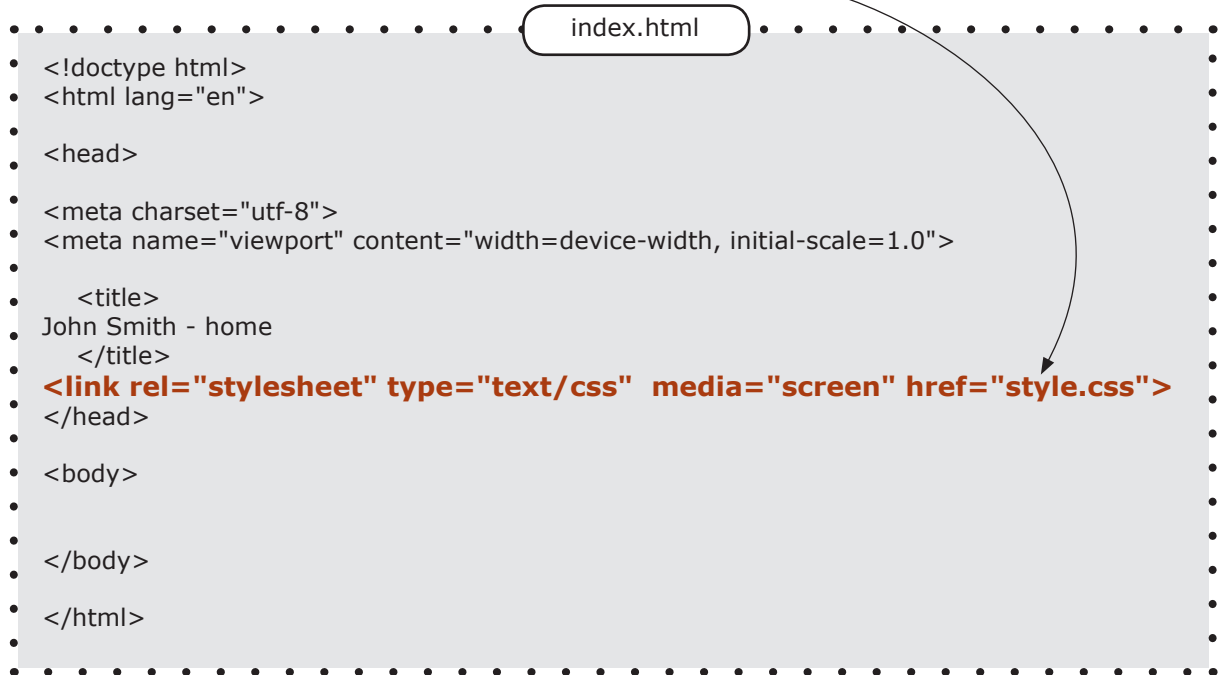 index.html
<!doctype html>
<html lang="en">
<head>
<meta charset="utf-8">
<meta name="viewport" content="width=device-width, initial-scale=1.0">
<title>
John Smith - home
</title>
<link rel="stylesheet" type="text/css"  media="screen" href="style.css">
</head>
<body>
</body>
</html>